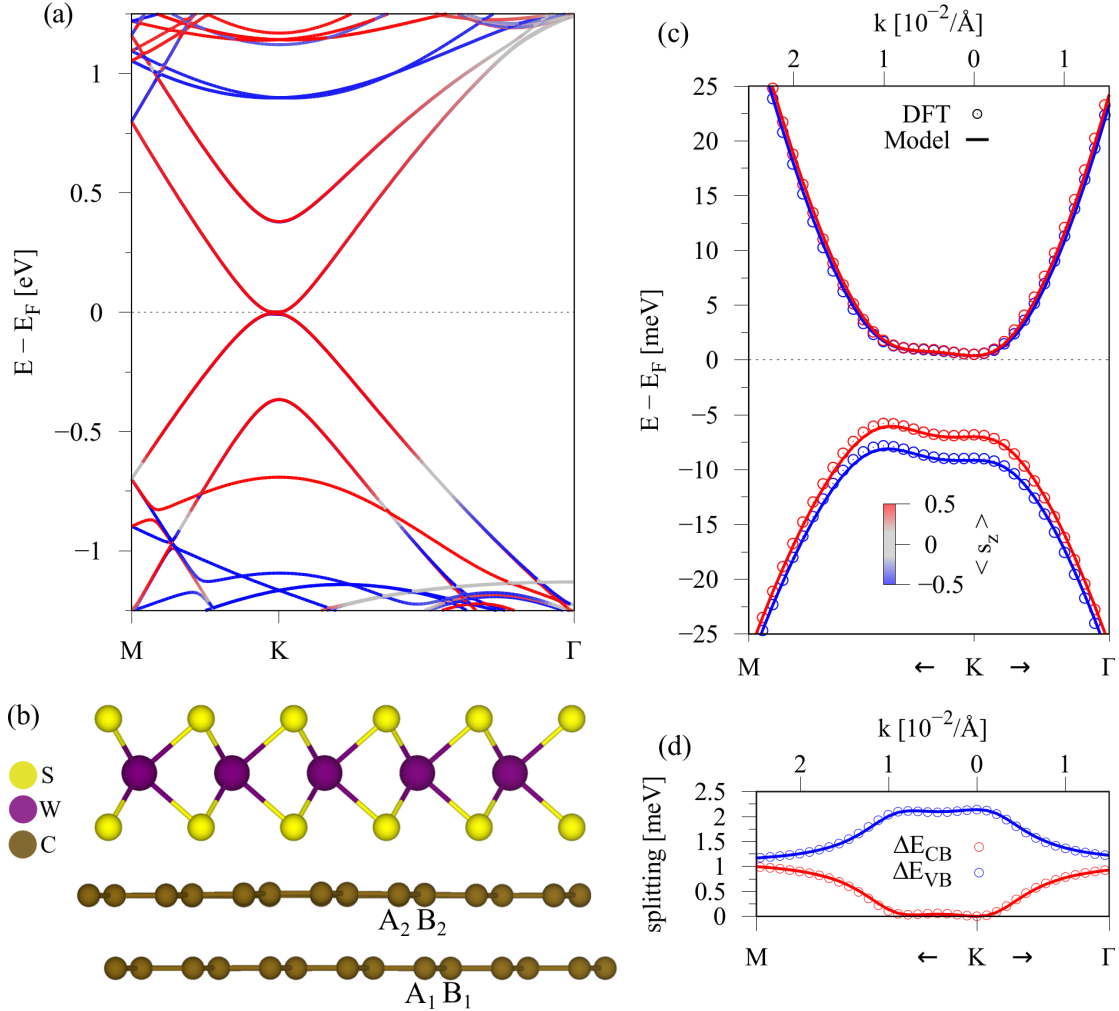 (a)
E − E_F [eV]
1
0.5
0
−0.5
−1
M K Γ
(b)
S
W
C
A₂ B₂
A₁ B₁
(c)
k [10⁻²/Å]
2 1 0 1
E − E_F [meV]
25
20
15
10
5
0
−5
−10
−15
−20
−25
DFT
Model
0.5
0
−0.5
< s_z >
M ← K → Γ
(d)
k [10⁻²/Å]
2 1 0 1
splitting [meV]
2.5
2
1.5
1
0.5
0
ΔE_CB
ΔE_VB
M ← K → Γ